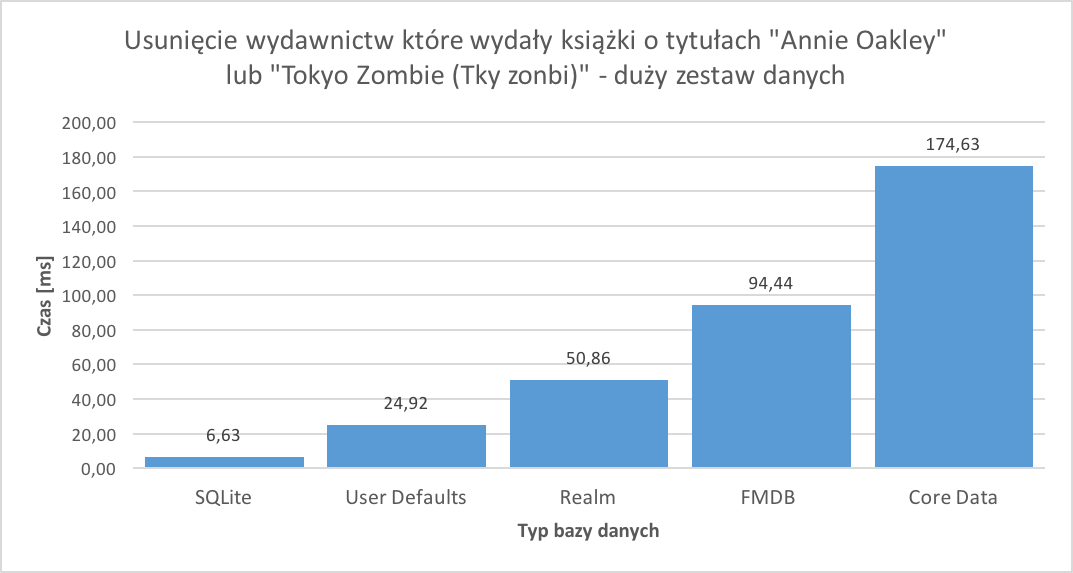 Usunięcie wydawnictw które wydały książki o tytułach "Annie Oakley"
lub "Tokyo Zombie (Tky zonbi)" - duży zestaw danych
Czas [ms]
200,00
180,00
160,00
140,00
120,00
100,00
80,00
60,00
40,00
20,00
0,00
6,63
24,92
50,86
94,44
174,63
SQLite
User Defaults
Realm
FMDB
Core Data
Typ bazy danych